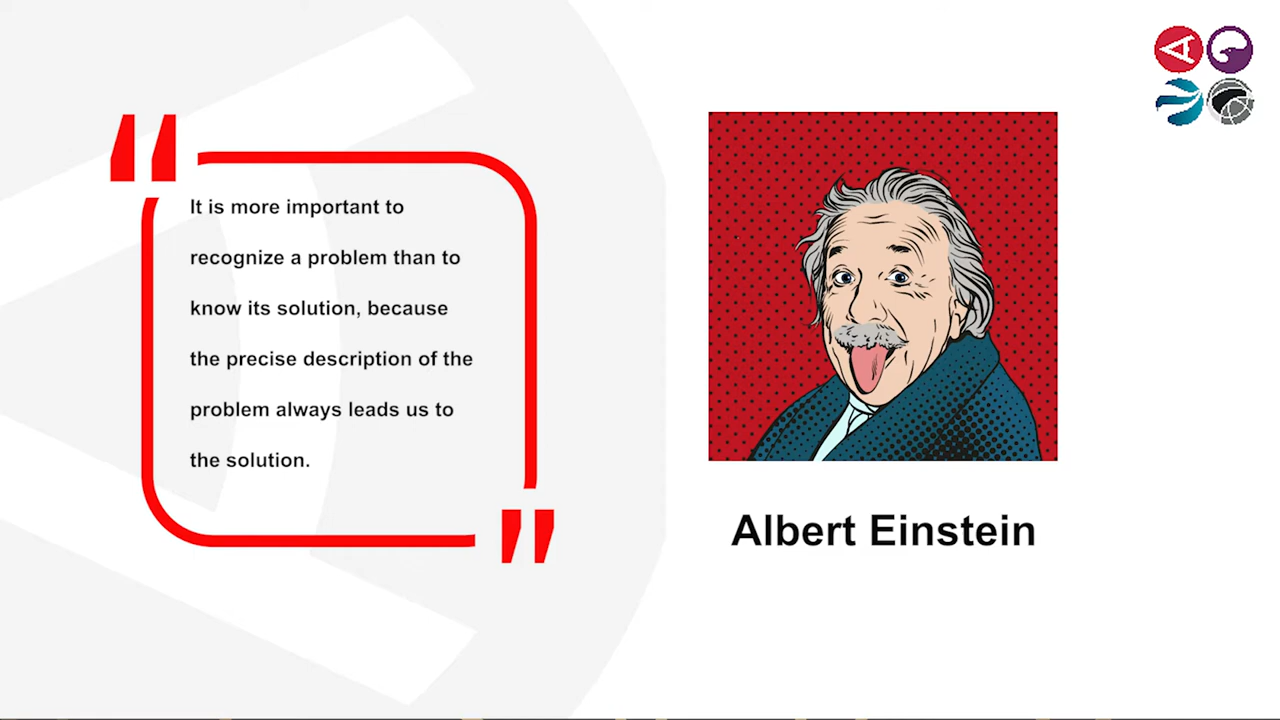 It is more important to
recognize a problem than to
know its solution, because
the precise description of the
problem always leads us to
the solution.
Albert Einstein